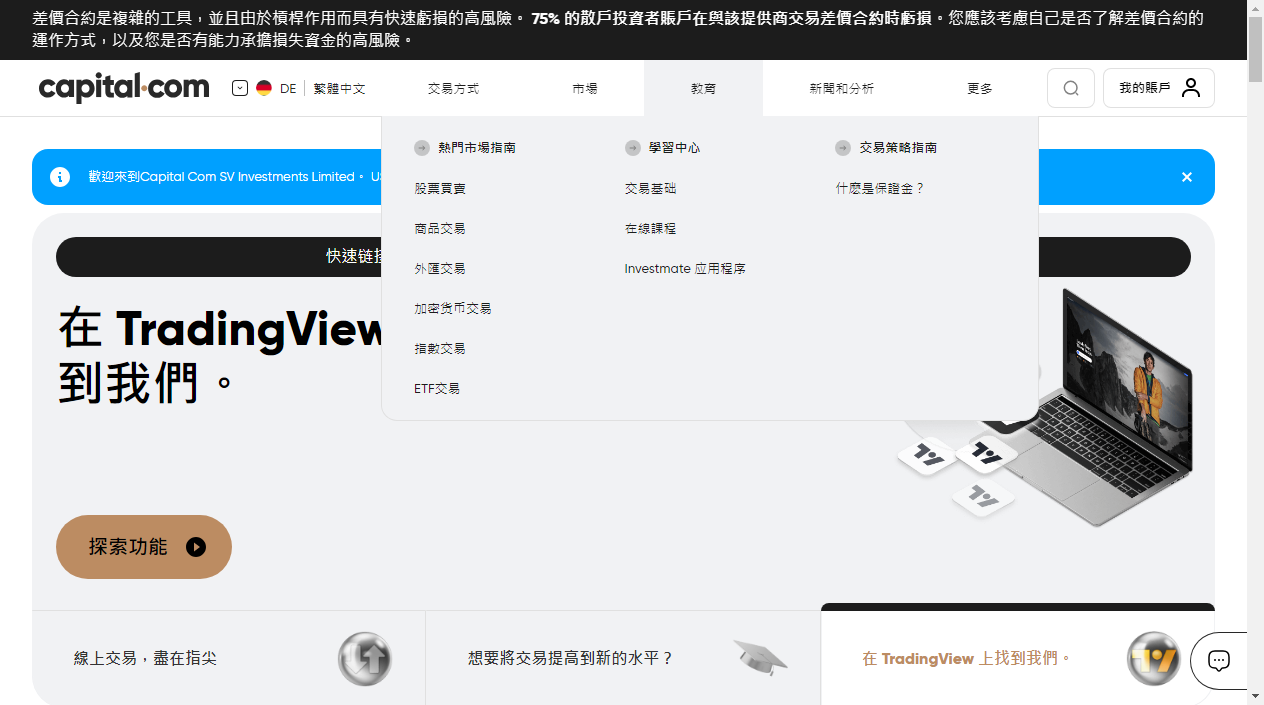 差價合約是複雜的工具，並且由於槓桿作用而具有快速虧損的高風險。 75% 的散戶投資者賬戶在與該提供商交易差價合約時虧損。您應該考慮自己是否了解差價合約的
運作方式，以及您是否有能力承擔損失資金的高風險。
capital.com
DE 繁體中文
交易方式
市場
教育
新聞和分析
更多
我的賬戶
熱門市場指南
學習中心
交易策略指南
歡迎來到Capital Com SV Investments Limited。
股票買賣
交易基礎
什麼是保證金？
商品交易
在線課程
外匯交易
Investmate 应用程序
加密货币交易
指數交易
ETF交易
快速链接
在 TradingView
到我們。
探索功能
線上交易，盡在指尖
想要將交易提高到新的水平？
在 TradingView 上找到我們。